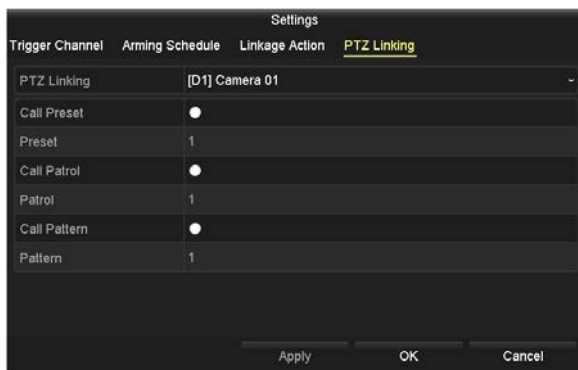 Settings
Trigger Channel Arming Schedule Linkage Action PTZ Linking
PTZ Linking [D1] Camera 01
Call Preset
Preset 1
Call Patrol
Patrol 1
Call Pattern
Pattern 1
Apply OK Cancel